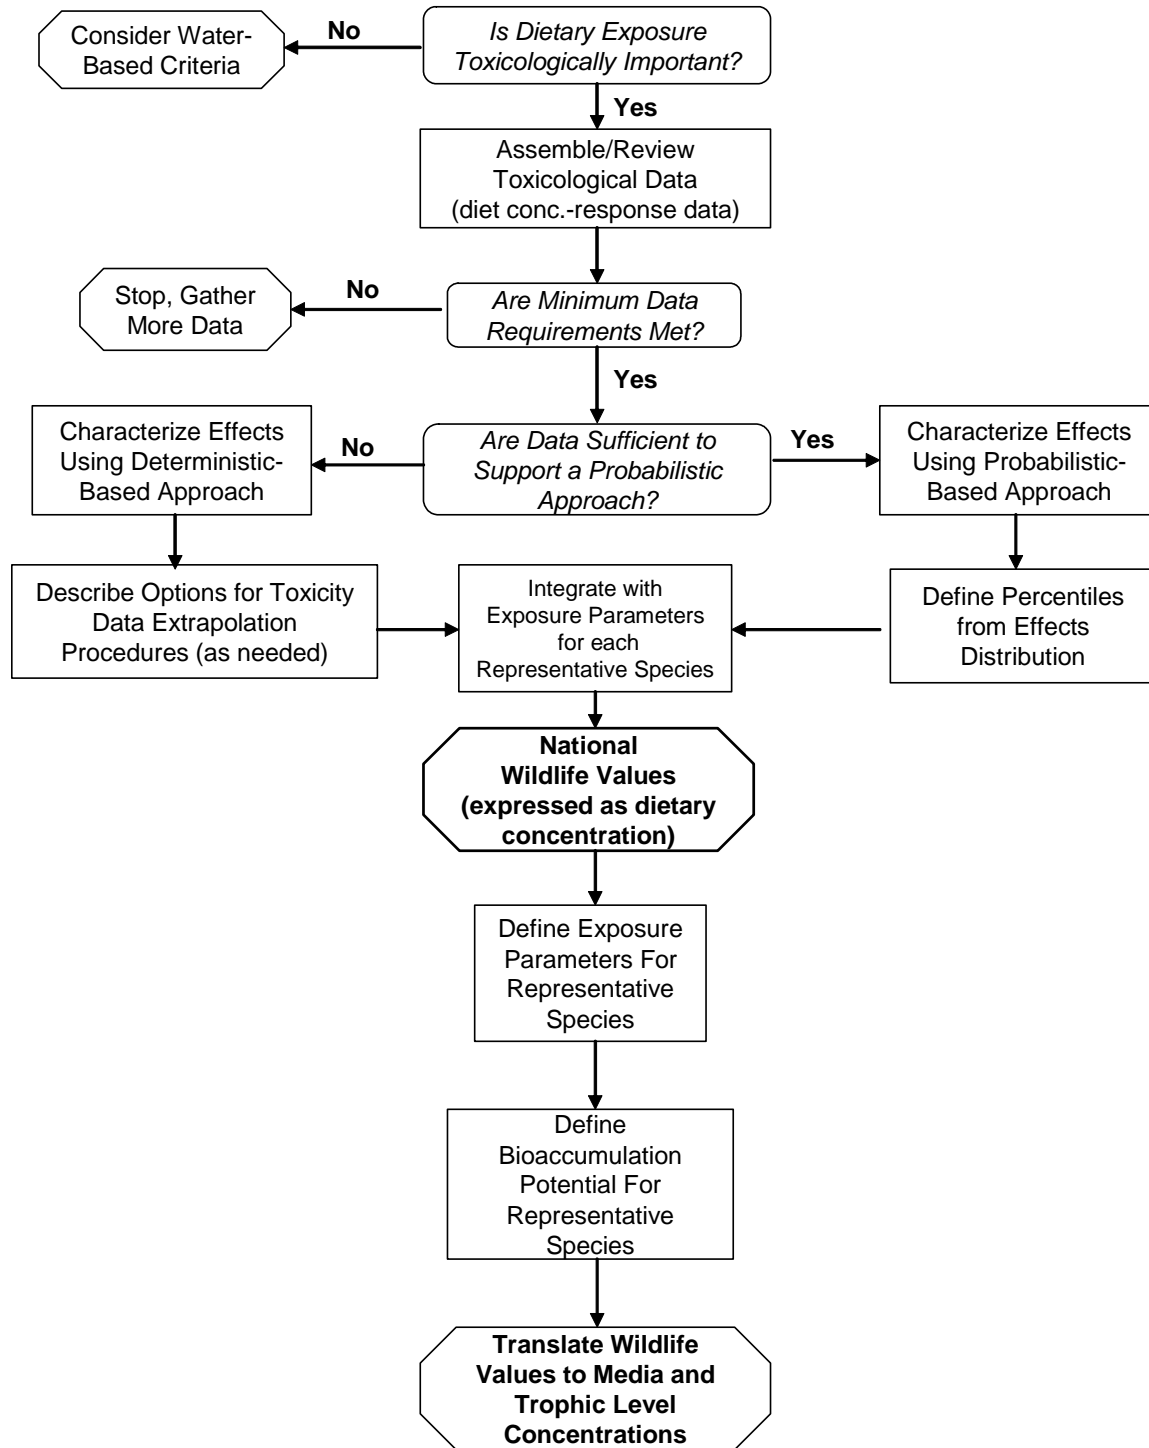 Consider Water-
Based Criteria
No
Is Dietary Exposure
Toxicologically Important?
Yes
Assemble/Review
Toxicological Data
(diet conc.-response data)
Stop, Gather
More Data
No
Are Minimum Data
Requirements Met?
Yes
Characterize Effects
Using Deterministic-
Based Approach
No
Are Data Sufficient to
Support a Probabilistic
Approach?
Yes
Characterize Effects
Using Probabilistic-
Based Approach
Describe Options for Toxicity
Data Extrapolation
Procedures (as needed)
Integrate with
Exposure Parameters
for each
Representative Species
Define Percentiles
from Effects
Distribution
National
Wildlife Values
(expressed as dietary
concentration)
Define Exposure
Parameters For
Representative
Species
Define
Bioaccumulation
Potential For
Representative
Species
Translate Wildlife
Values to Media and
Trophic Level
Concentrations